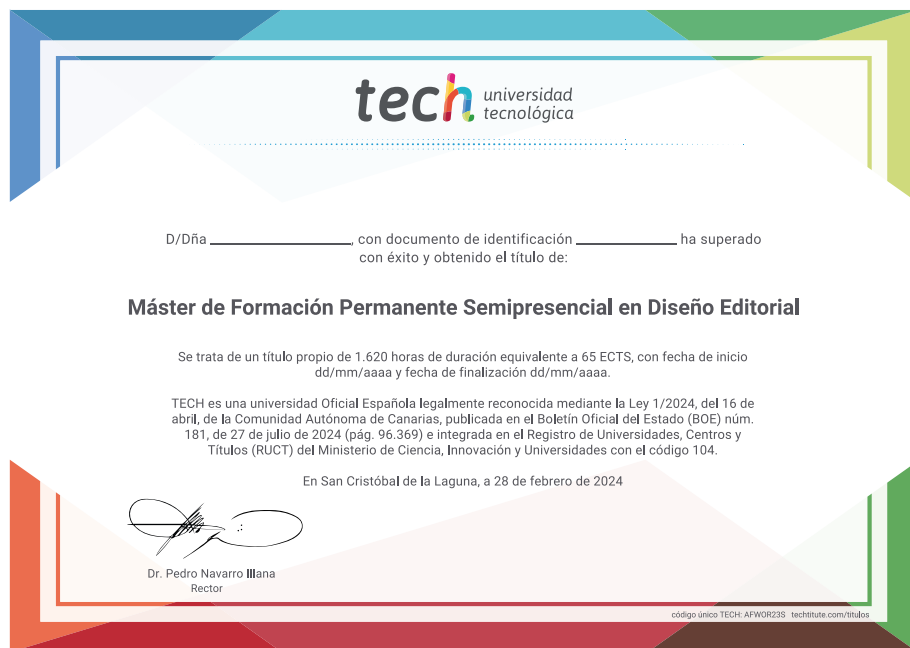 tech universidad
tecnológica
D/Dña ______________, con documento de identificación __________ ha superado
con éxito y obtenido el título de:
Máster de Formación Permanente Semipresencial en Diseño Editorial
Se trata de un título propio de 1.620 horas de duración equivalente a 65 ECTS, con fecha de inicio
dd/mm/aaaa y fecha de finalización dd/mm/aaaa.
TECH es una universidad Oficial Española legalmente reconocida mediante la Ley 1/2024, del 16 de
abril, de la Comunidad Autónoma de Canarias, publicada en el Boletín Oficial del Estado (BOE) núm.
181, de 27 de julio de 2024 (pág. 96.369) e integrada en el Registro de Universidades, Centros y
Títulos (RUCT) del Ministerio de Ciencia, Innovación y Universidades con el código 104.
En San Cristóbal de la Laguna, a 28 de febrero de 2024
Dr. Pedro Navarro Illana
Rector
código único TECH: AFWOR23S techtitute.com/titulos